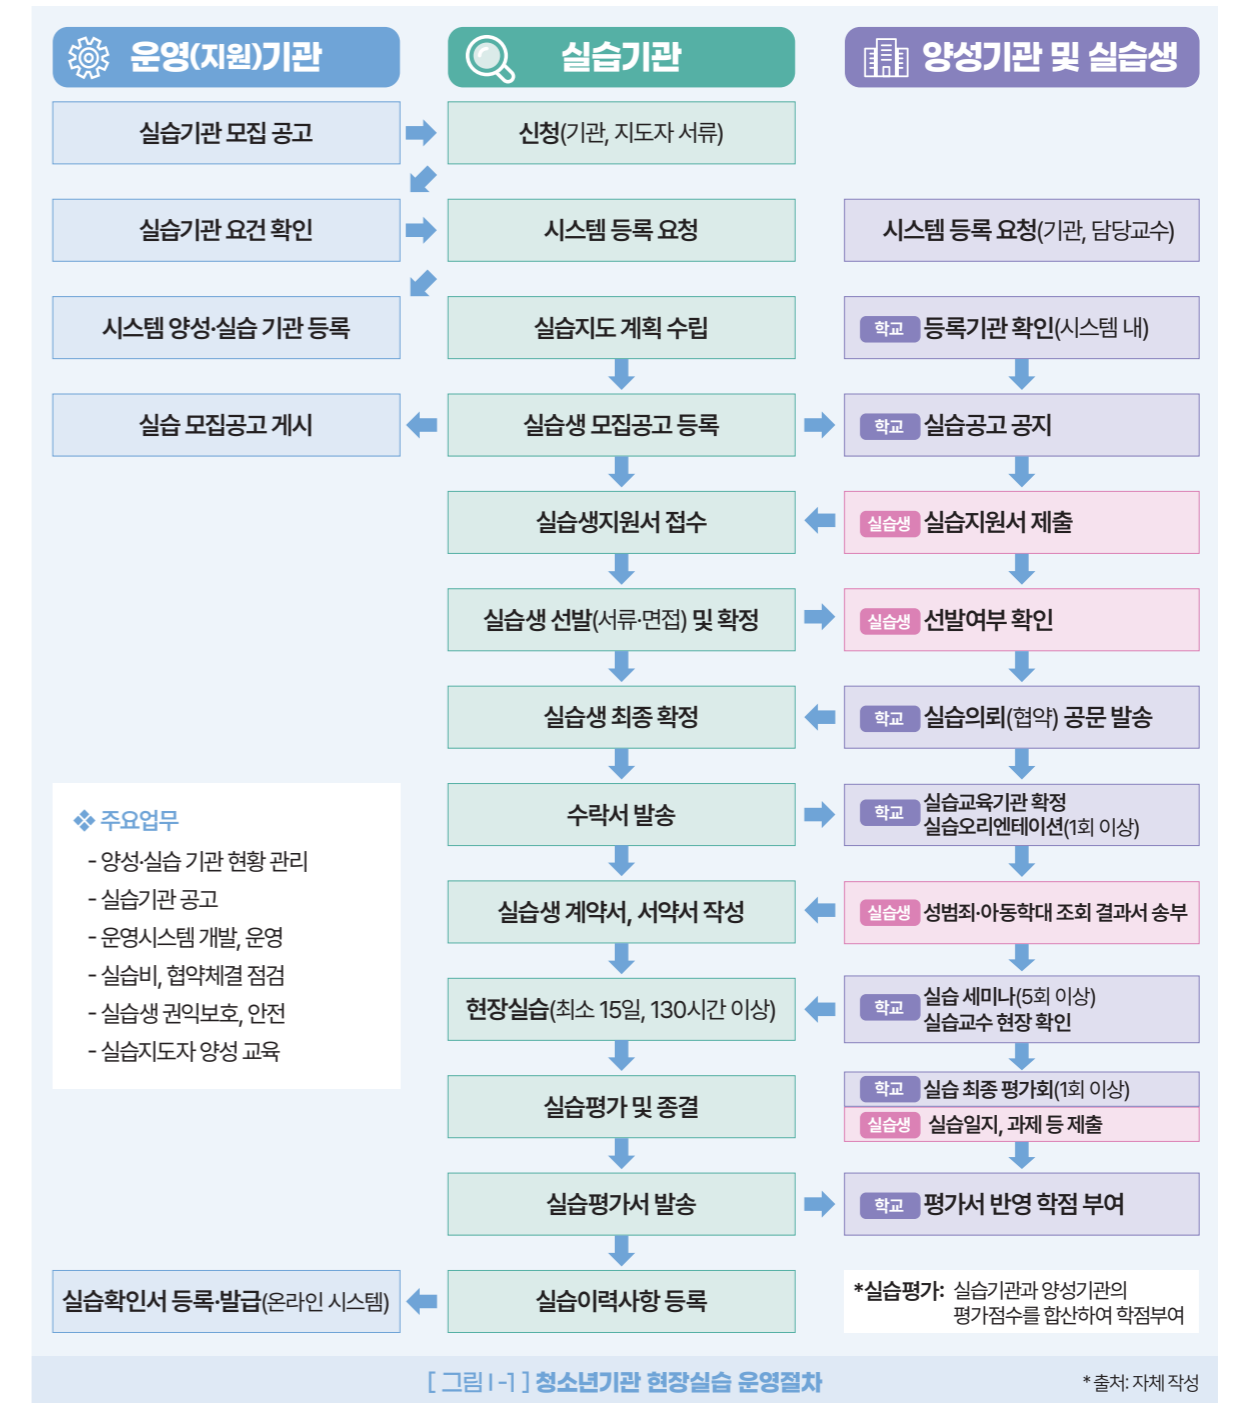 운영(지원)기관
실습기관
양성기관 및 실습생
실습기관 모집 공고
신청(기관, 지도자 서류)
실습기관 요건 확인
시스템 등록 요청
시스템 등록 요청(기관, 담당교수)
시스템 양성·실습 기관 등록
실습지도 계획 수립
학교 등록기관 확인(시스템 내)
실습 모집공고 게시
실습생 모집공고 등록
학교 실습공고 공지
실습생지원서 접수
실습생 실습지원서 제출
실습생 선발(서류·면접) 및 확정
실습생 선발여부 확인
실습생 최종 확정
학교 실습의뢰(협약) 공문 발송
수락서 발송
학교 실습교육기관 확정
실습오리엔테이션(1회 이상)
실습생 계약서, 서약서 작성
실습생 성범죄·아동학대 조회 결과서 송부
현장실습(최소 15일, 130시간 이상)
학교 실습 세미나(5회 이상)
실습교수 현장 확인
실습평가 및 종결
학교 실습 최종 평가회(1회 이상)
실습생 실습일지, 과제 등 제출
실습평가서 발송
학교 평가서 반영 학점 부여
실습확인서 등록·발급(온라인 시스템)
실습이력사항 등록
❖ 주요업무
- 양성·실습 기관 현황 관리
- 실습기관 공고
- 운영시스템 개발, 운영
- 실습비, 협약체결 점검
- 실습생 권익보호, 안전
- 실습지도자 양성 교육
*실습평가: 실습기관과 양성기관의
평가점수를 합산하여 학점부여
[ 그림 I-1 ] 청소년기관 현장실습 운영절차
* 출처: 자체 작성